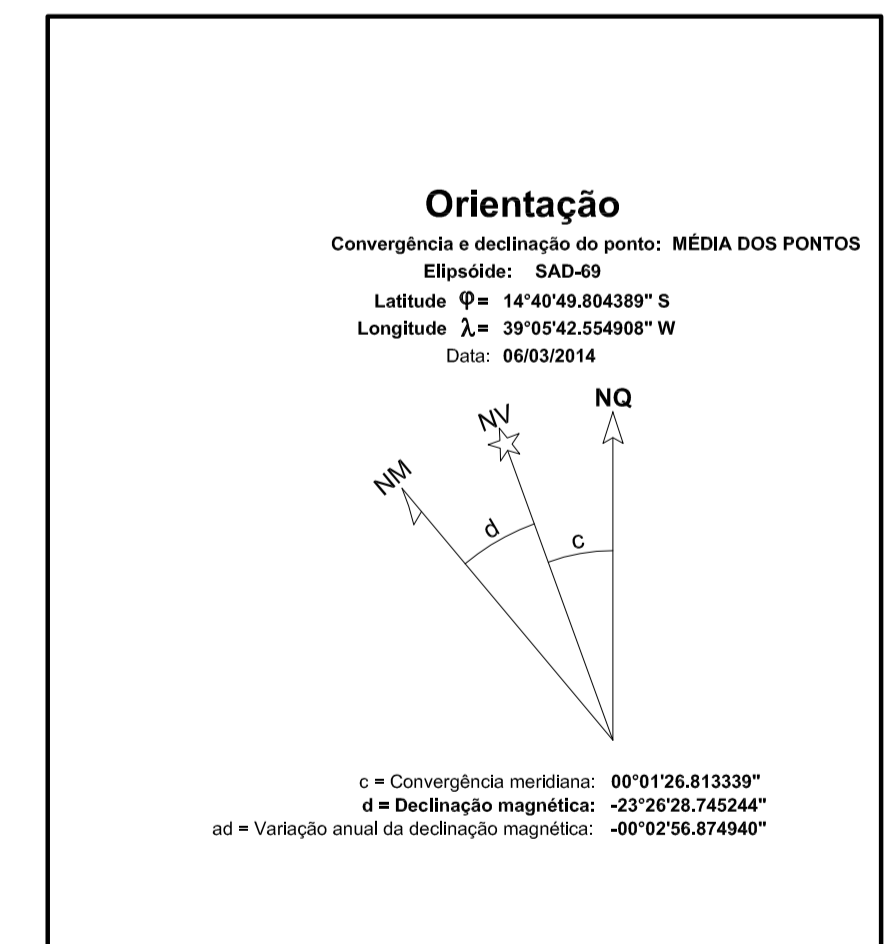 Orientação
Convergência e declinação do ponto: MÉDIA DOS PONTOS
Elipsóide: SAD-69
Latitude φ= 14°40'49.804389" S
Longitude λ= 39°05'42.554908" W
Data: 06/03/2014
NQ
NV
NM
d
c
c = Convergência meridiana: 00°01'26.813339"
d = Declinação magnética: -23°26'28.745244"
ad = Variação anual da declinação magnética: -00°02'56.874940"